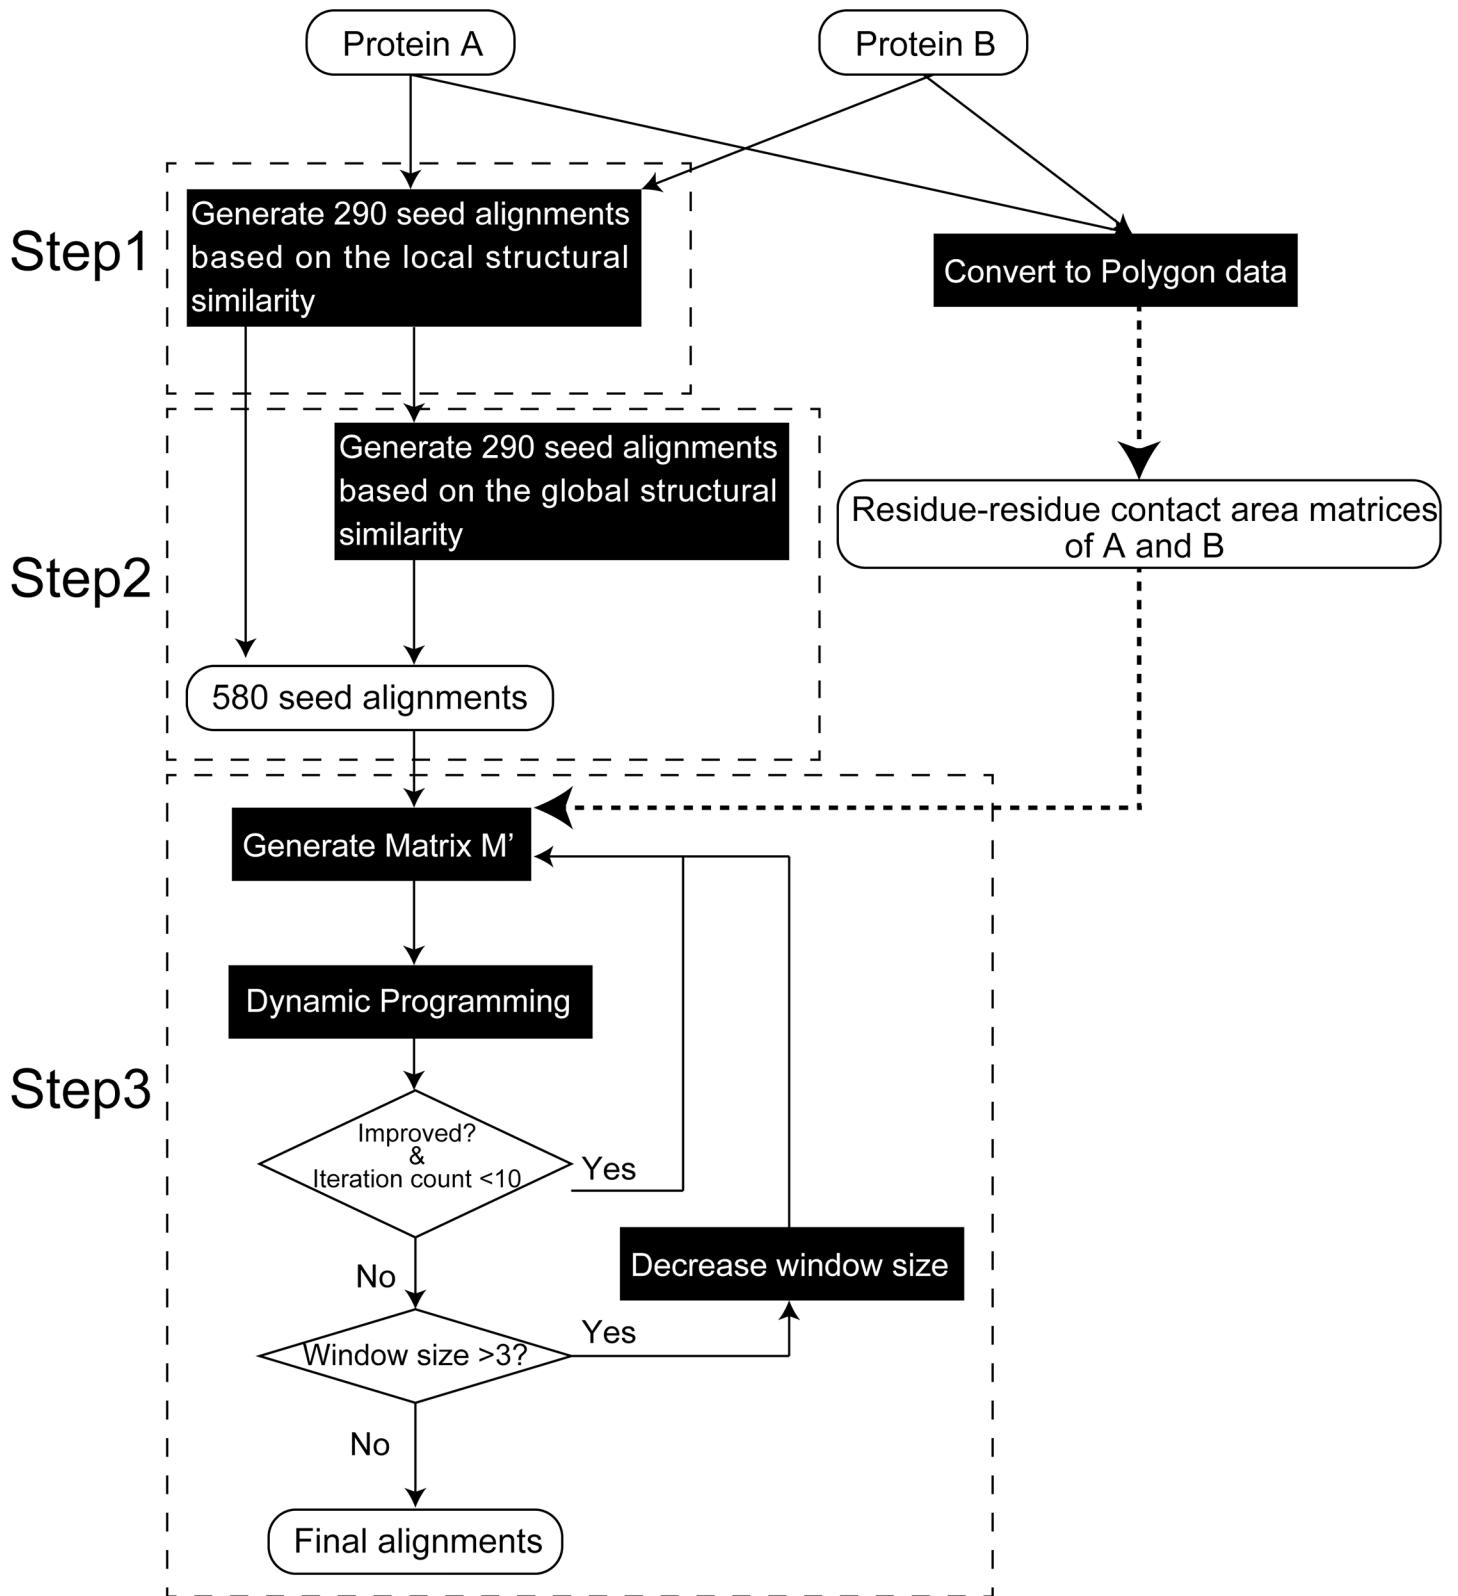 Protein A
Protein B
Step1
Generate 290 seed alignments
based on the local structural
similarity
Convert to Polygon data
Step2
Generate 290 seed alignments
based on the global structural
similarity
Residue-residue contact area matrices
of A and B
580 seed alignments
Step3
Generate Matrix M’
Dynamic Programming
Improved?
&
Iteration count <10
Yes
No
Decrease window size
Window size >3?
Yes
No
Final alignments